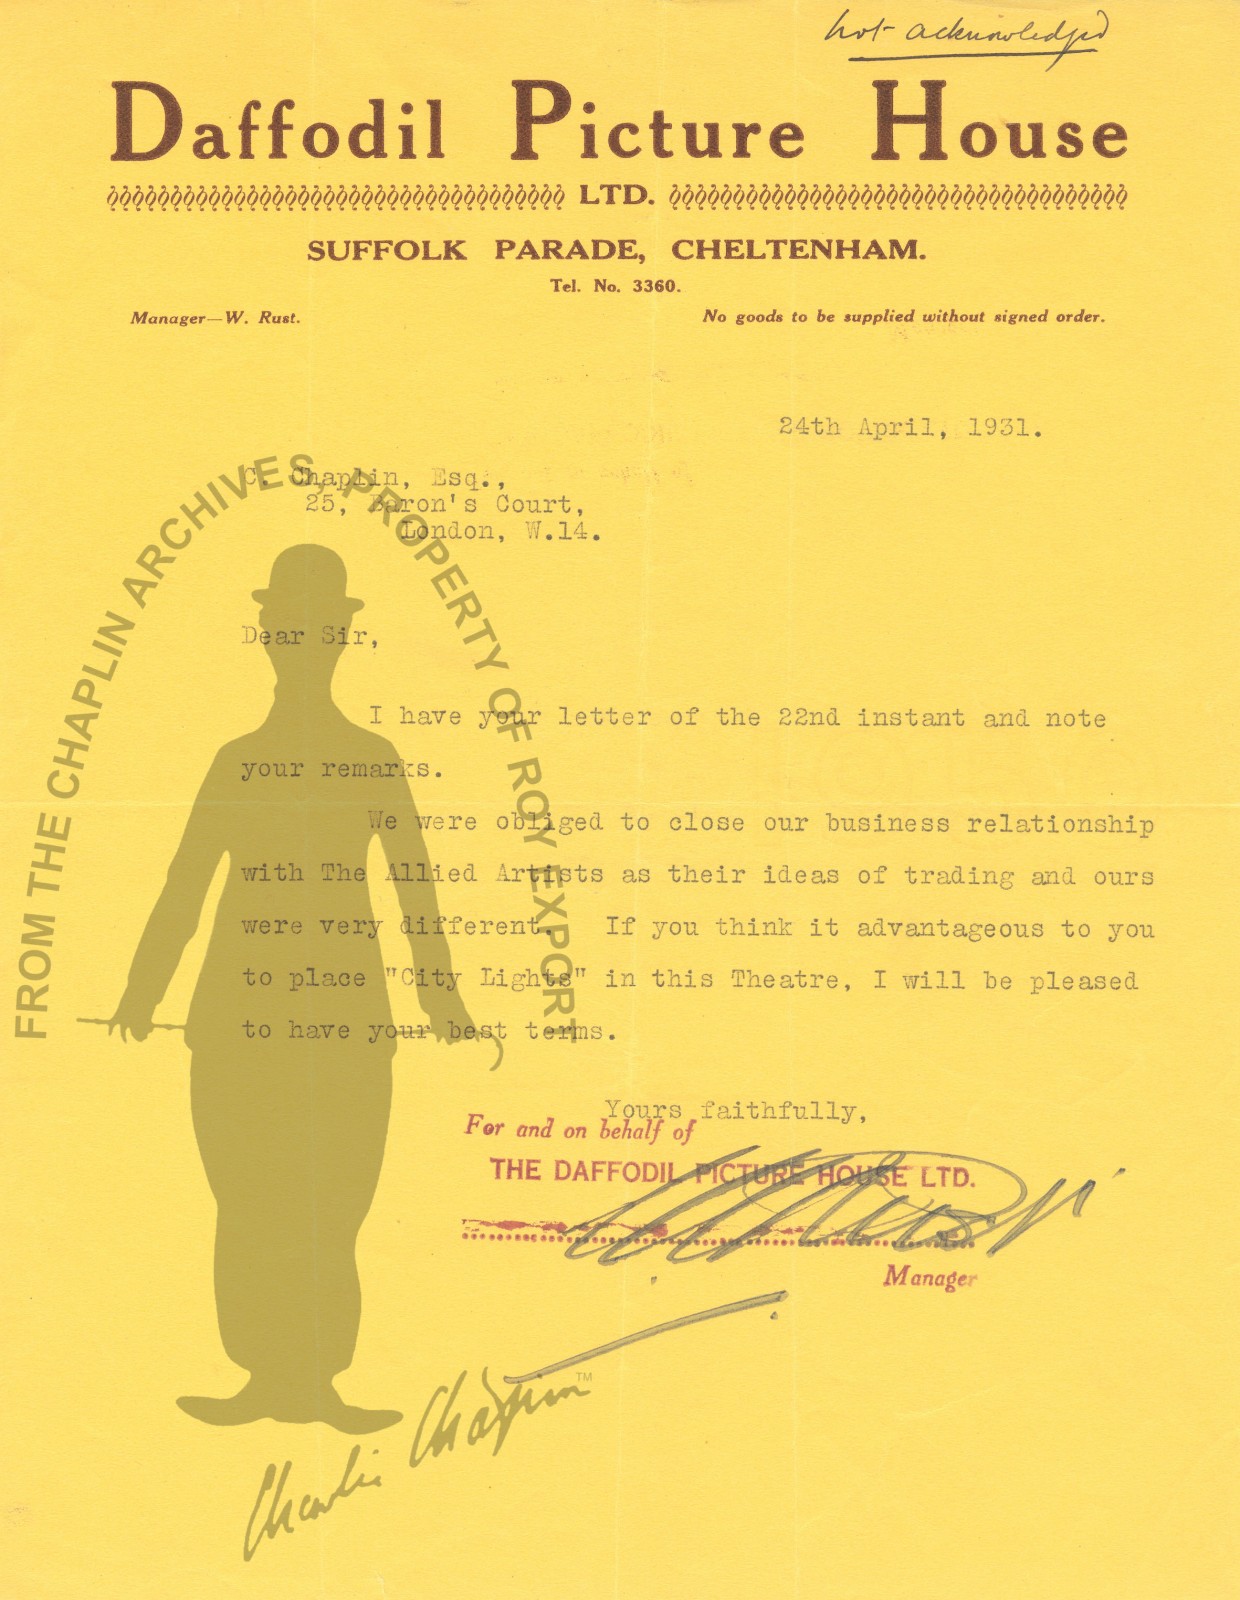 not acknowledged
Daffodil Picture House
LTD.
SUFFOLK PARADE, CHELTENHAM.
Tel. No. 3360.
Manager—W. Rust.
No goods to be supplied without signed order.
24th April, 1931.
C. Chaplin, Esq.,
25, Baron's Court,
London, W.14.
Dear Sir,
I have your letter of the 22nd instant and note
your remarks.
We were obliged to close our business relationship
with The Allied Artists as their ideas of trading and ours
were very different. If you think it advantageous to you
to place "City Lights" in this Theatre, I will be pleased
to have your best terms.
Yours faithfully,
For and on behalf of
THE DAFFODIL PICTURE HOUSE LTD.
Manager
FROM THE CHAPLIN ARCHIVES, PROPERTY OF ROY EXPORT
Charlie Chaplin™